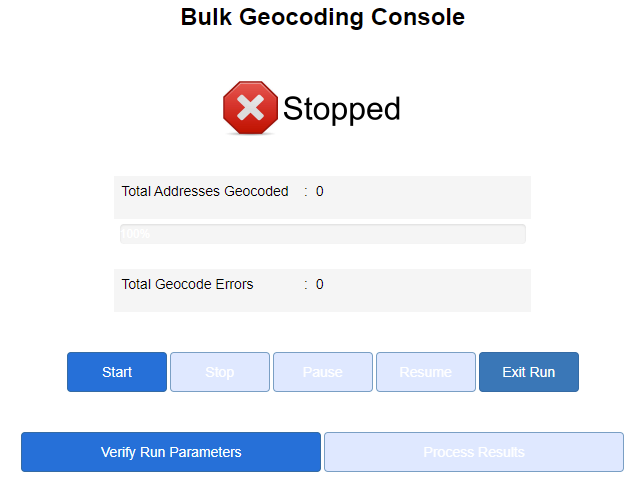 Bulk Geocoding Console
Stopped
Total Addresses Geocoded : 0
100%
Total Geocode Errors : 0
Start Stop Pause Resume Exit Run
Verify Run Parameters Process Results